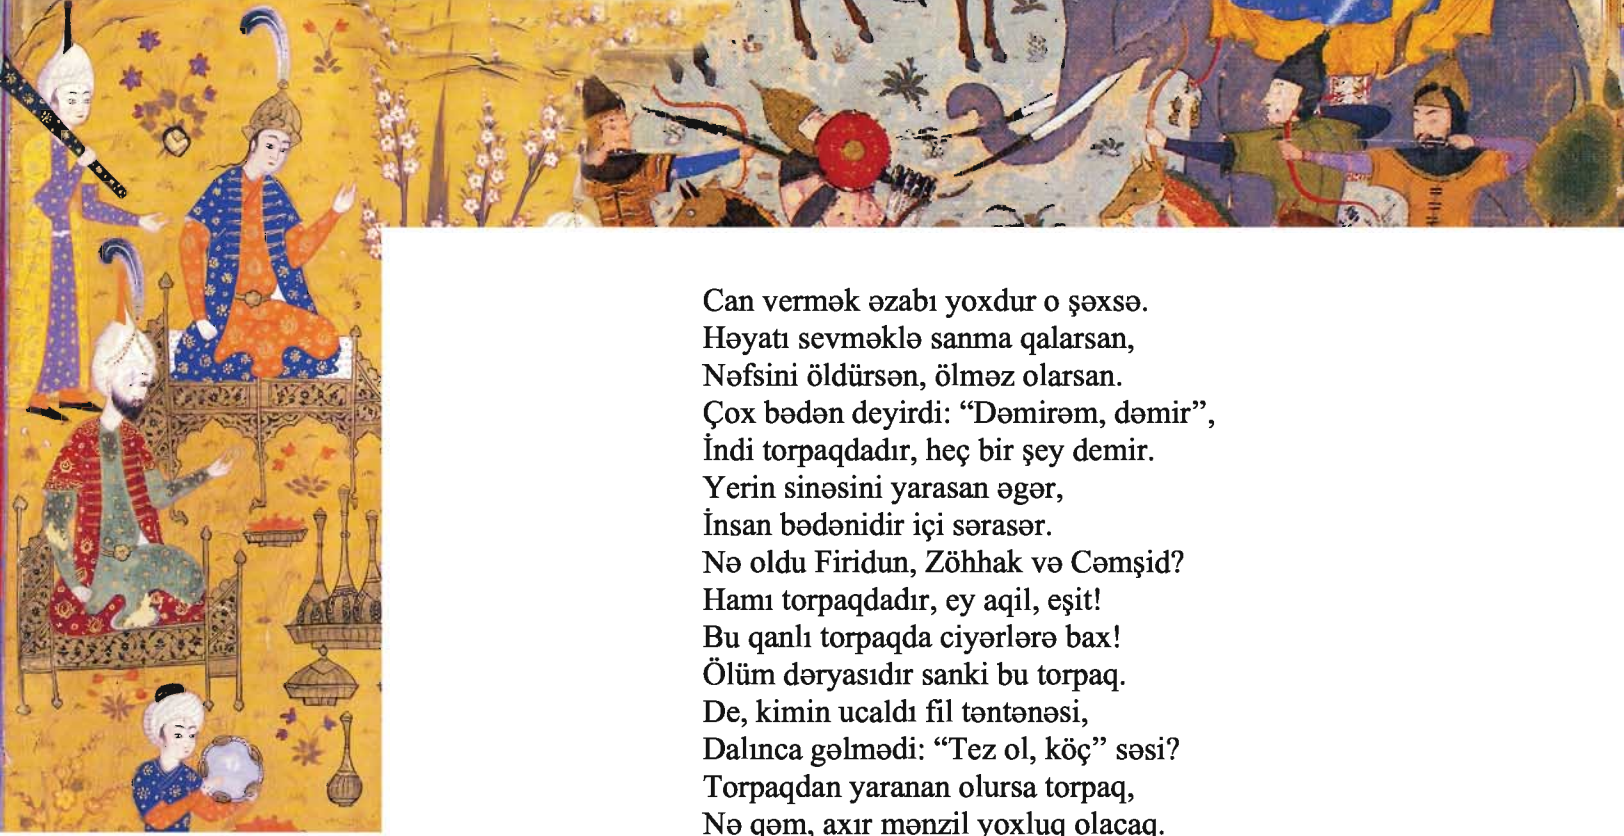 Can vermək əzabı yoxdur o şəxsə.
Həyatı sevməklə sanma qalarsan,
Nəfsini öldürsən, ölməz olarsan.
Çox bədən deyirdi: “Dəmirəm, dəmir”,
İndi torpaqdadır, heç bir şey demir.
Yerin sinəsini yarasan əgər,
İnsan bədənidir içi sərasər.
Nə oldu Firidun, Zöhhak və Cəmşid?
Hamı torpaqdadır, ey aqil, eşit!
Bu qanlı torpaqda ciyərlərə bax!
Ölüm dəryasıdır sanki bu torpaq.
De, kimin ucaldı fil təntənəsi,
Dalınca gəlmədi: “Tez ol, köç” səsi?
Torpaqdan yaranan olursa torpaq,
Nə qəm, axır mənzil yoxluq olacaq.